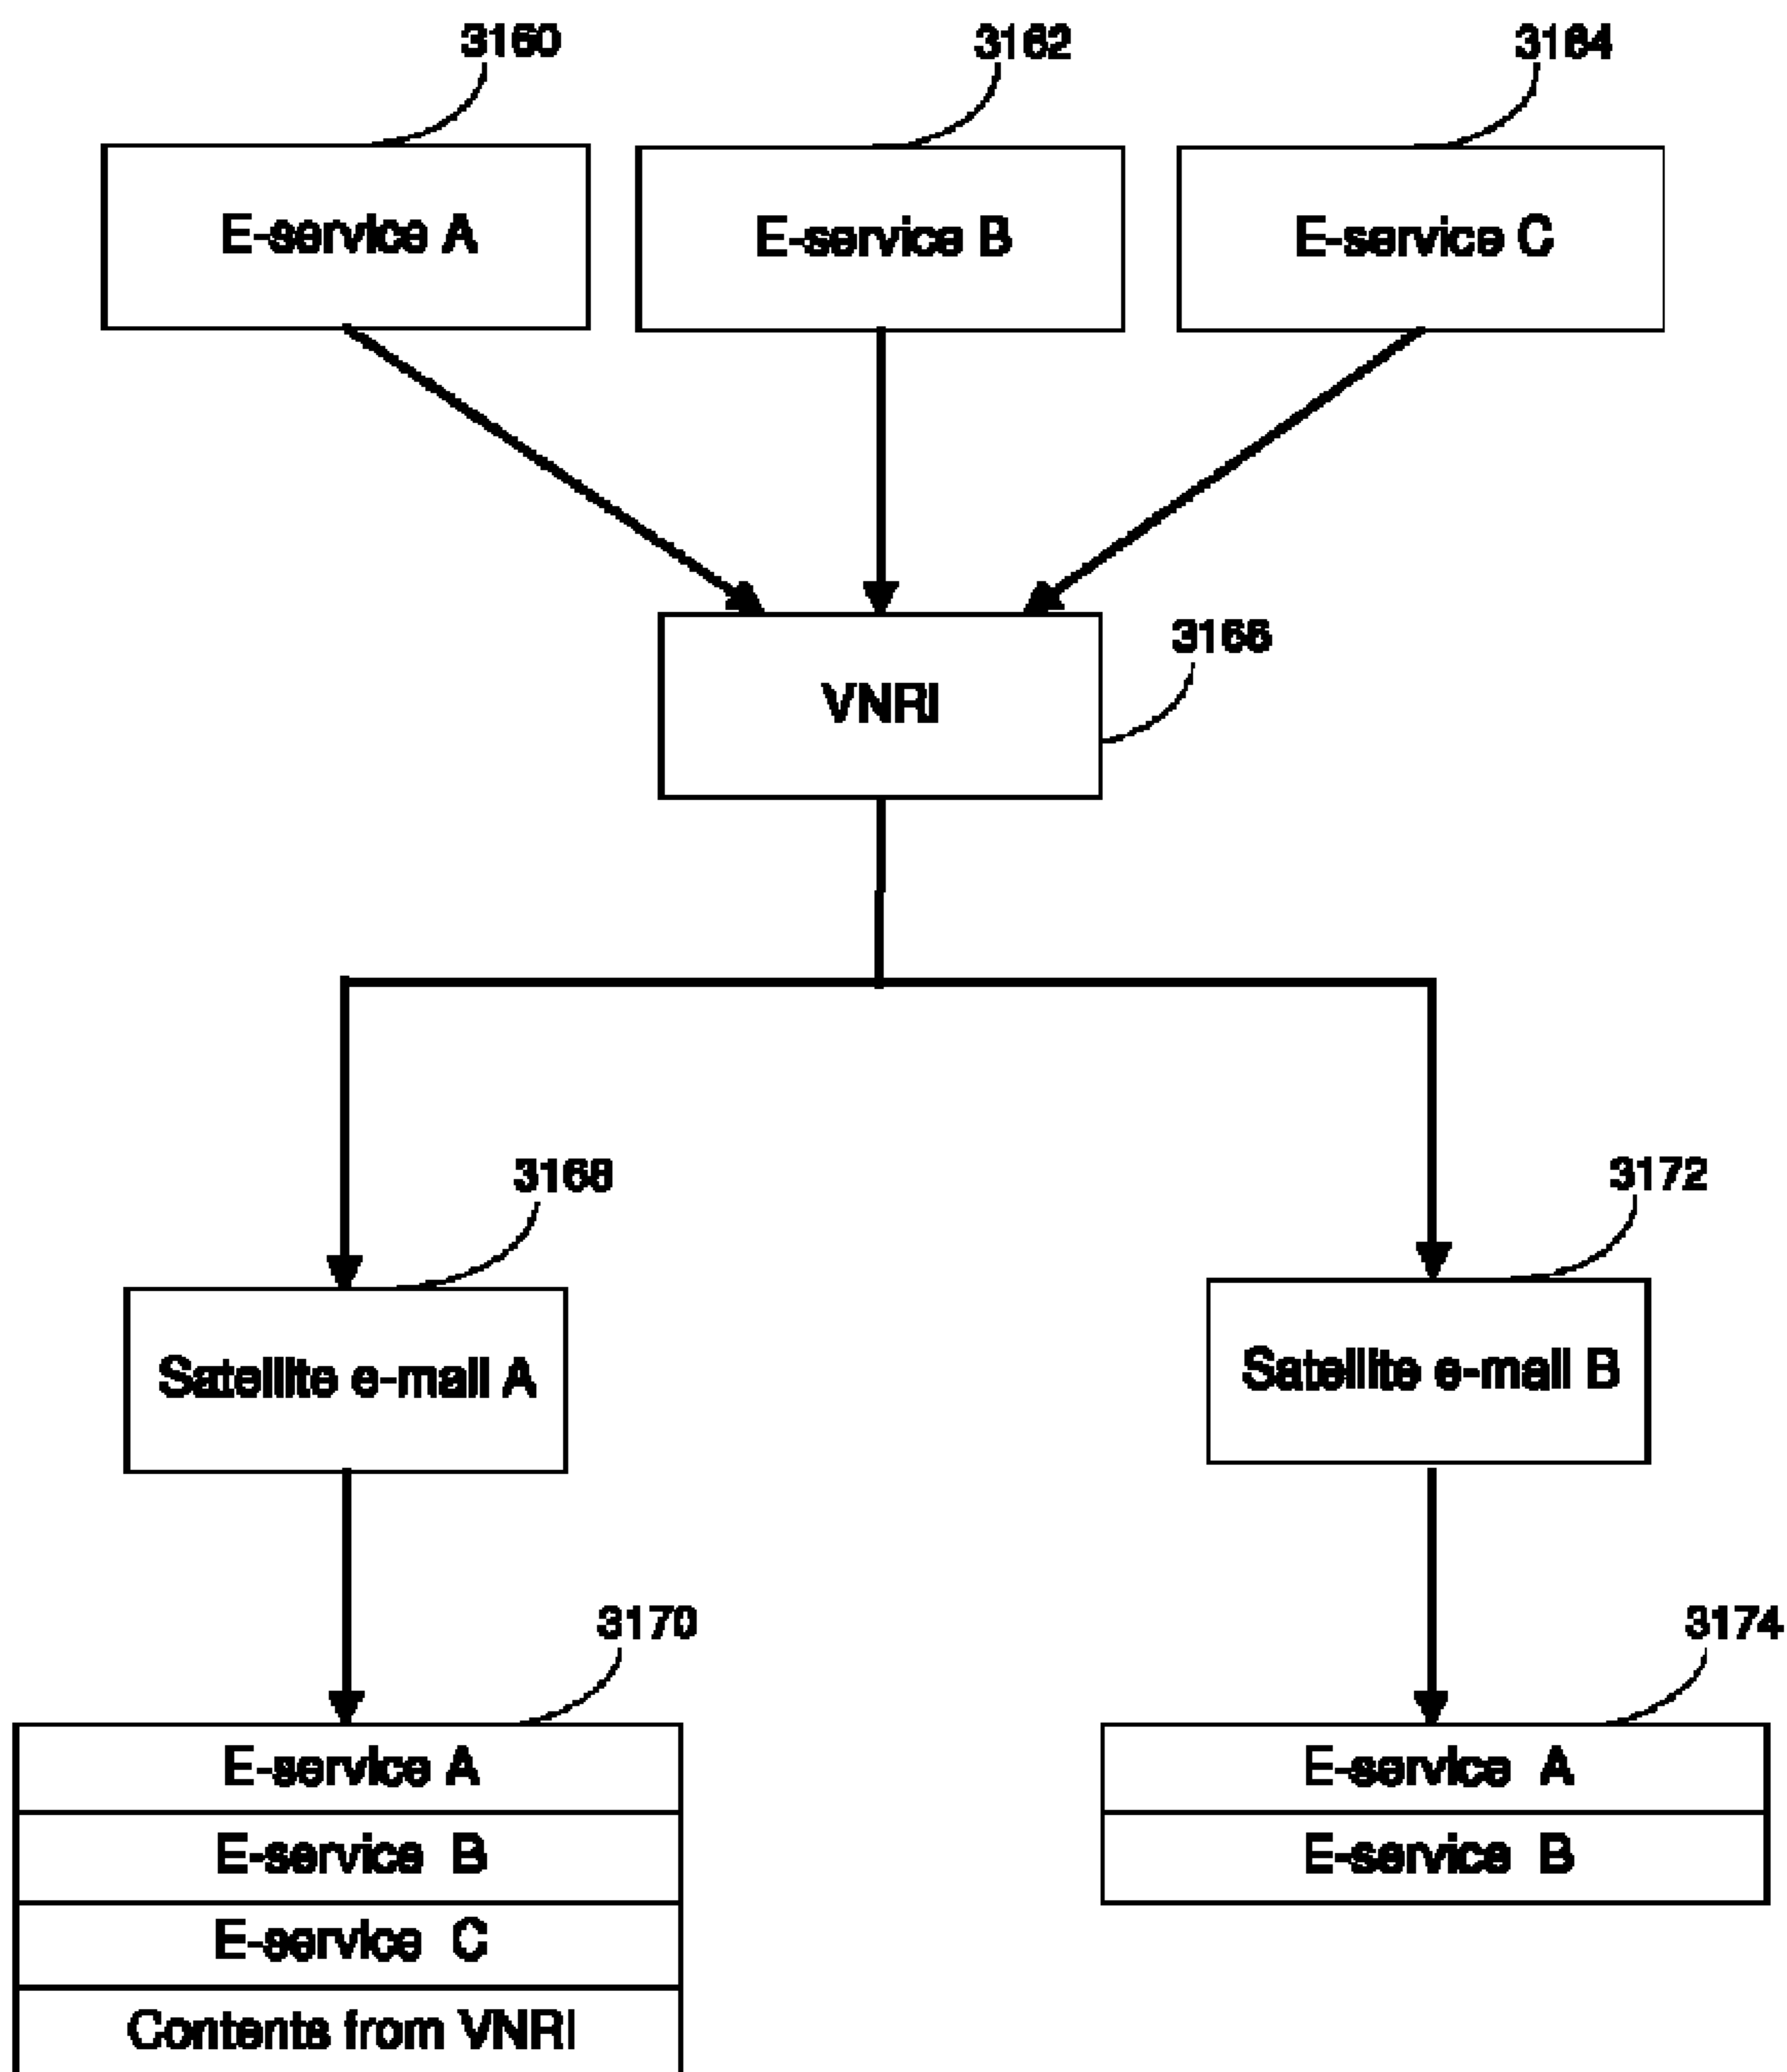 3160
3162
3164
E-service A
E-service B
E-service C
3166
VNRI
3168
3172
Satellite e-mail A
Satellite e-mail B
3170
3174
E-service A
E-service B
E-service C
Contents from VNRI
E-service A
E-service B